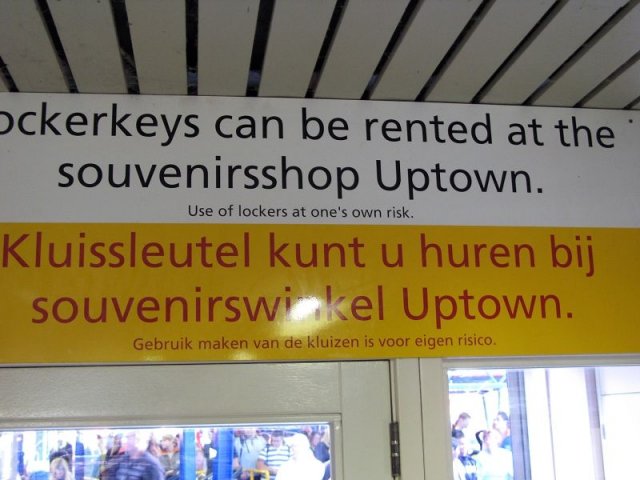 ockerkeys can be rented at the
souvenirsshop Uptown.
Use of lockers at one's own risk.
Kluissleutel kunt u huren bij
souvenirswinkel Uptown.
Gebruik maken van de kluizen is voor eigen risico.